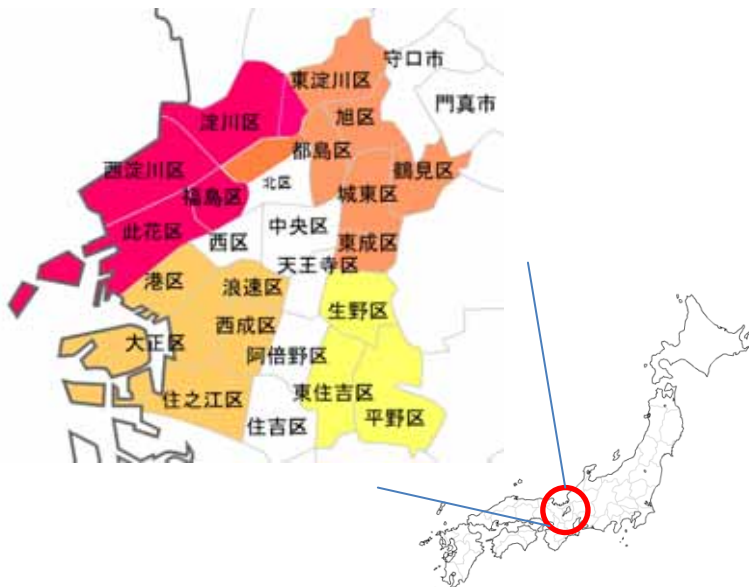 守口市
東淀川区
門真市
旭区
淀川区
都島区
鶴見区
西淀川区
北区
福島区
城東区
中央区
此花区
西区
東成区
天王寺区
港区
浪速区
生野区
西成区
大正区
阿倍野区
東住吉区
住之江区
平野区
住吉区